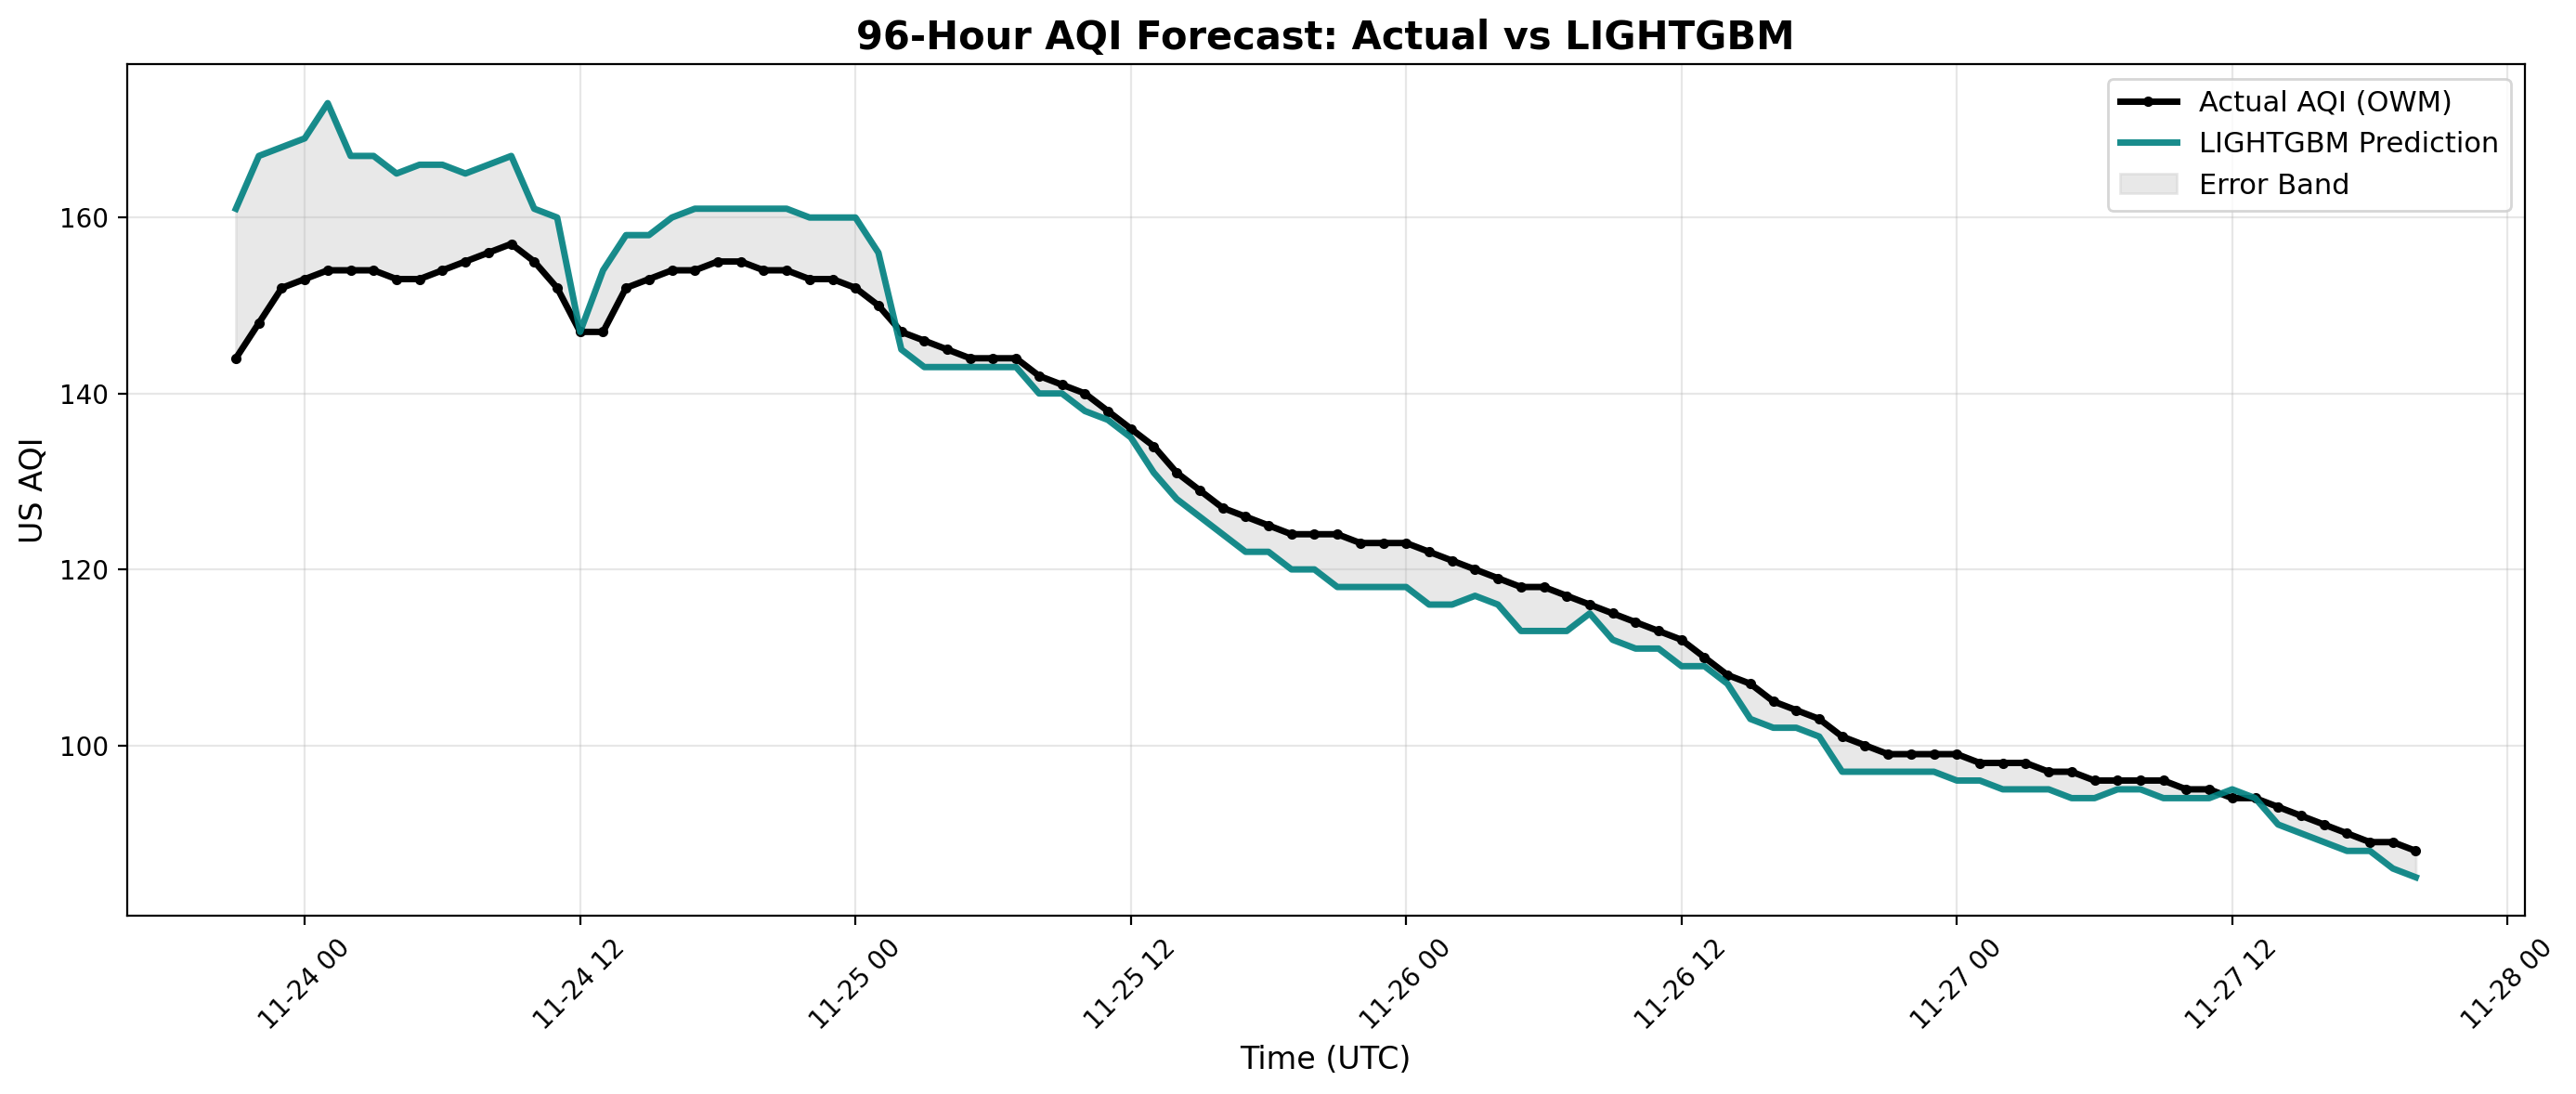 96-Hour AQI Forecast: Actual vs LIGHTGBM
Actual AQI (OWM)
LIGHTGBM Prediction
Error Band
US AQI
160
140
120
100
11-24 00
11-24 12
11-25 00
11-25 12
11-26 00
11-26 12
11-27 00
11-27 12
11-28 00
Time (UTC)